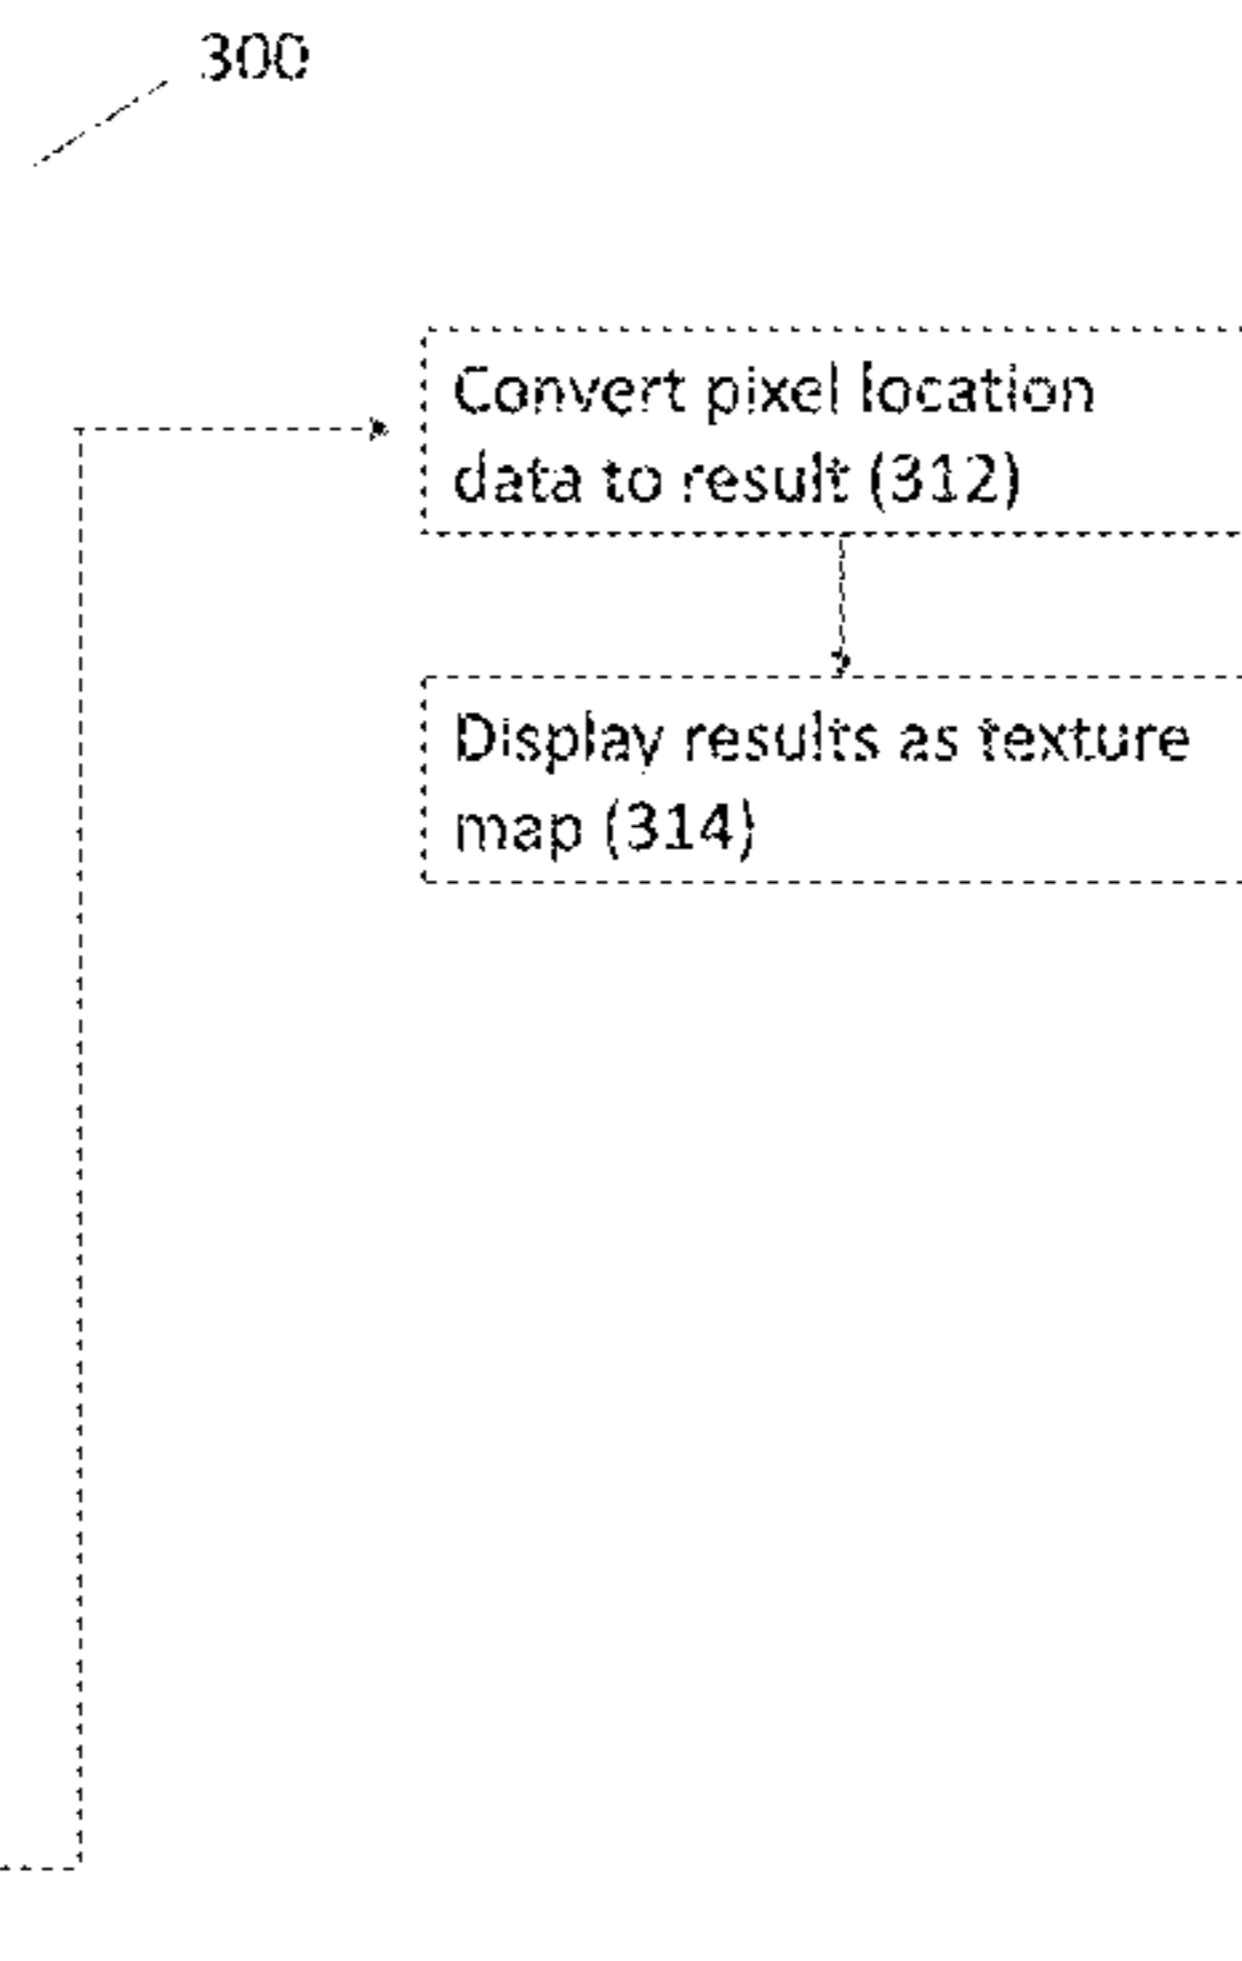 300
Convert pixel location
data to result (312)
Display results as texture
map (314)